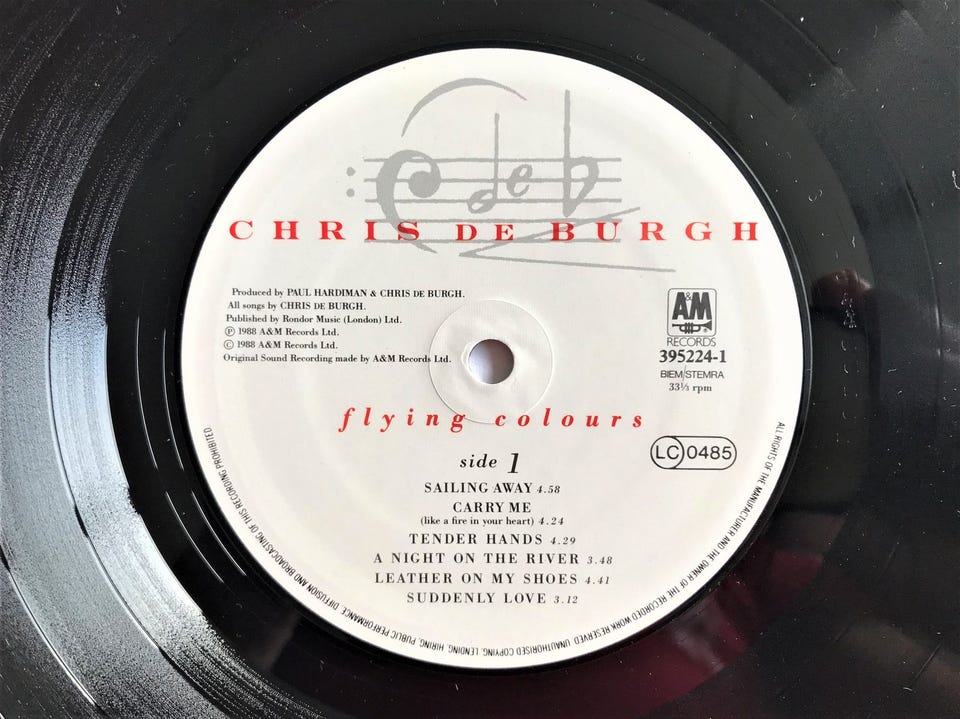 C de b
CHRIS DE BURGH
Produced by PAUL HARDIMAN & CHRIS DE BURGH.
All songs by CHRIS DE BURGH.
Published by Rondor Music (London) Ltd.
℗ 1988 A&M Records Ltd.
© 1988 A&M Records Ltd.
Original Sound Recording made by A&M Records Ltd.
A&M
RECORDS
395224-1
BIEM/STEMRA
33⅓ rpm
flying colours
LC 0485
side 1
SAILING AWAY 4.58
CARRY ME
(like a fire in your heart) 4.24
TENDER HANDS 4.29
A NIGHT ON THE RIVER 3.48
LEATHER ON MY SHOES 4.41
SUDDENLY LOVE 3.12
ALL RIGHTS OF THE MANUFACTURER AND THE OWNER OF THE RECORDED WORK RESERVED. UNAUTHORISED COPYING, LENDING, HIRING, PUBLIC PERFORMANCE, DIFFUSION AND BROADCASTING OF THIS RECORDING PROHIBITED